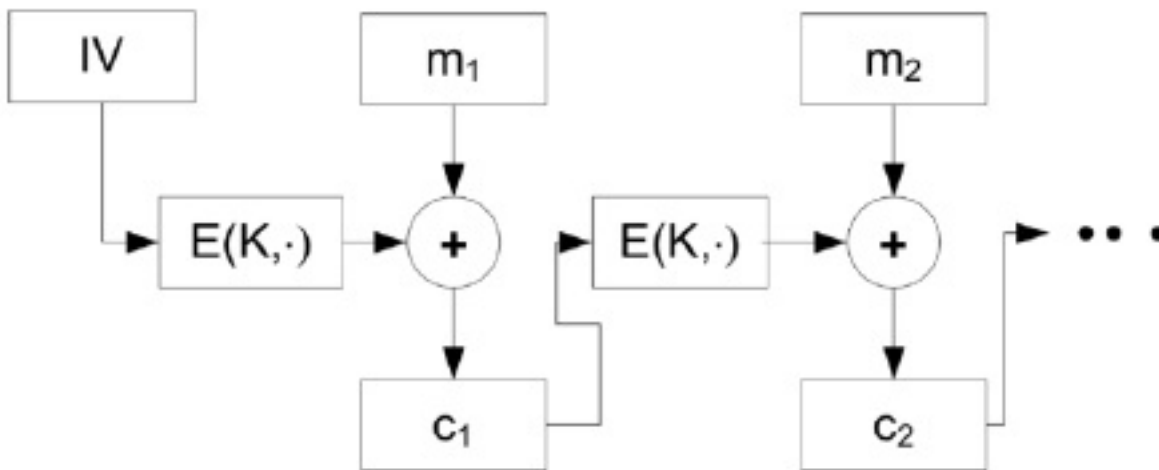 IV
m₁
m₂
E(K,·)
+
E(K,·)
+
c₁
c₂